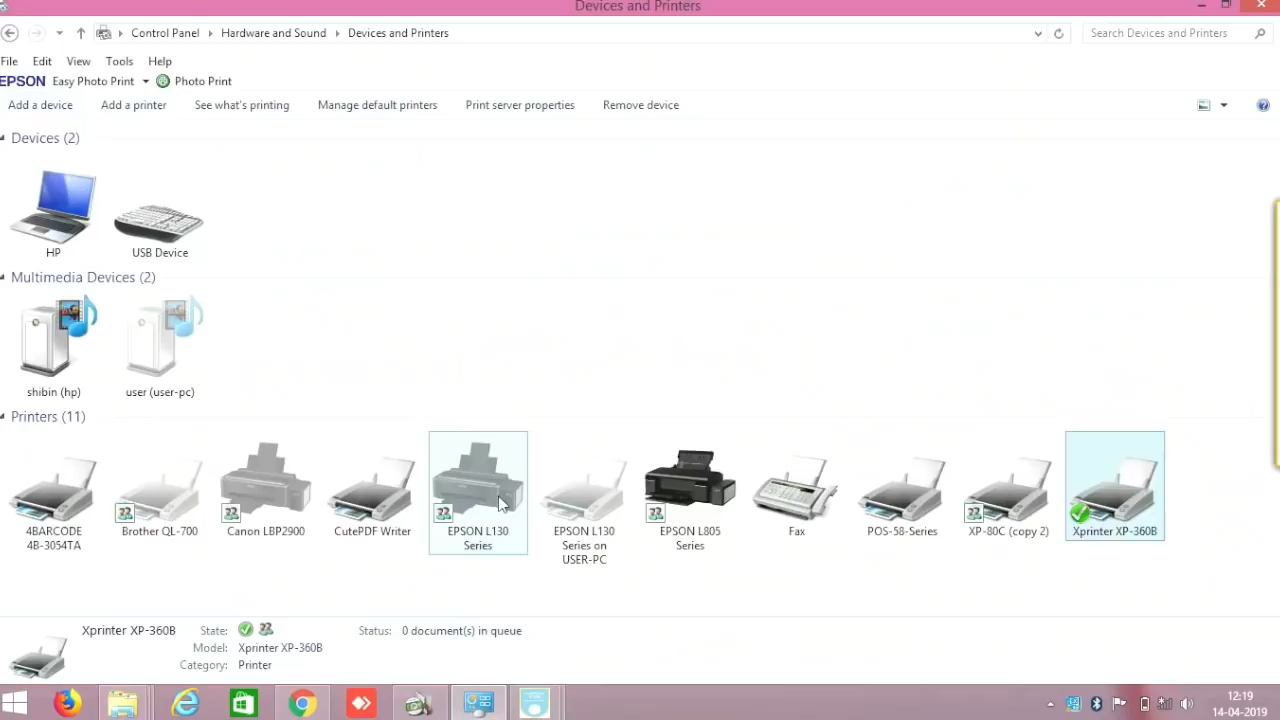 Devices and Printers
Control Panel
Hardware and Sound
Devices and Printers
Search Devices and Printers
File Edit View Tools Help
EPSON Easy Photo Print Photo Print
Add a device Add a printer See what's printing Manage default printers Print server properties Remove device
Devices (2)
HP
USB Device
Multimedia Devices (2)
shibin (hp)
user (user-pc)
Printers (11)
4BARCODE
4B-3054TA
Brother QL-700
Canon LBP2900
CutePDF Writer
EPSON L130
Series
EPSON L130
Series on
USER-PC
EPSON L805
Series
Fax
POS-58-Series
XP-80C (copy 2)
Xprinter XP-360B
Xprinter XP-360B State: Status: 0 document(s) in queue
Model: Xprinter XP-360B
Category: Printer
12:19
14-04-2019